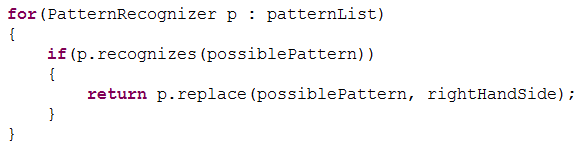 for(PatternRecognizer p : patternList)
{
    if(p.recognizes(possiblePattern))
    {
        return p.replace(possiblePattern, rightHandSide);
    }
}